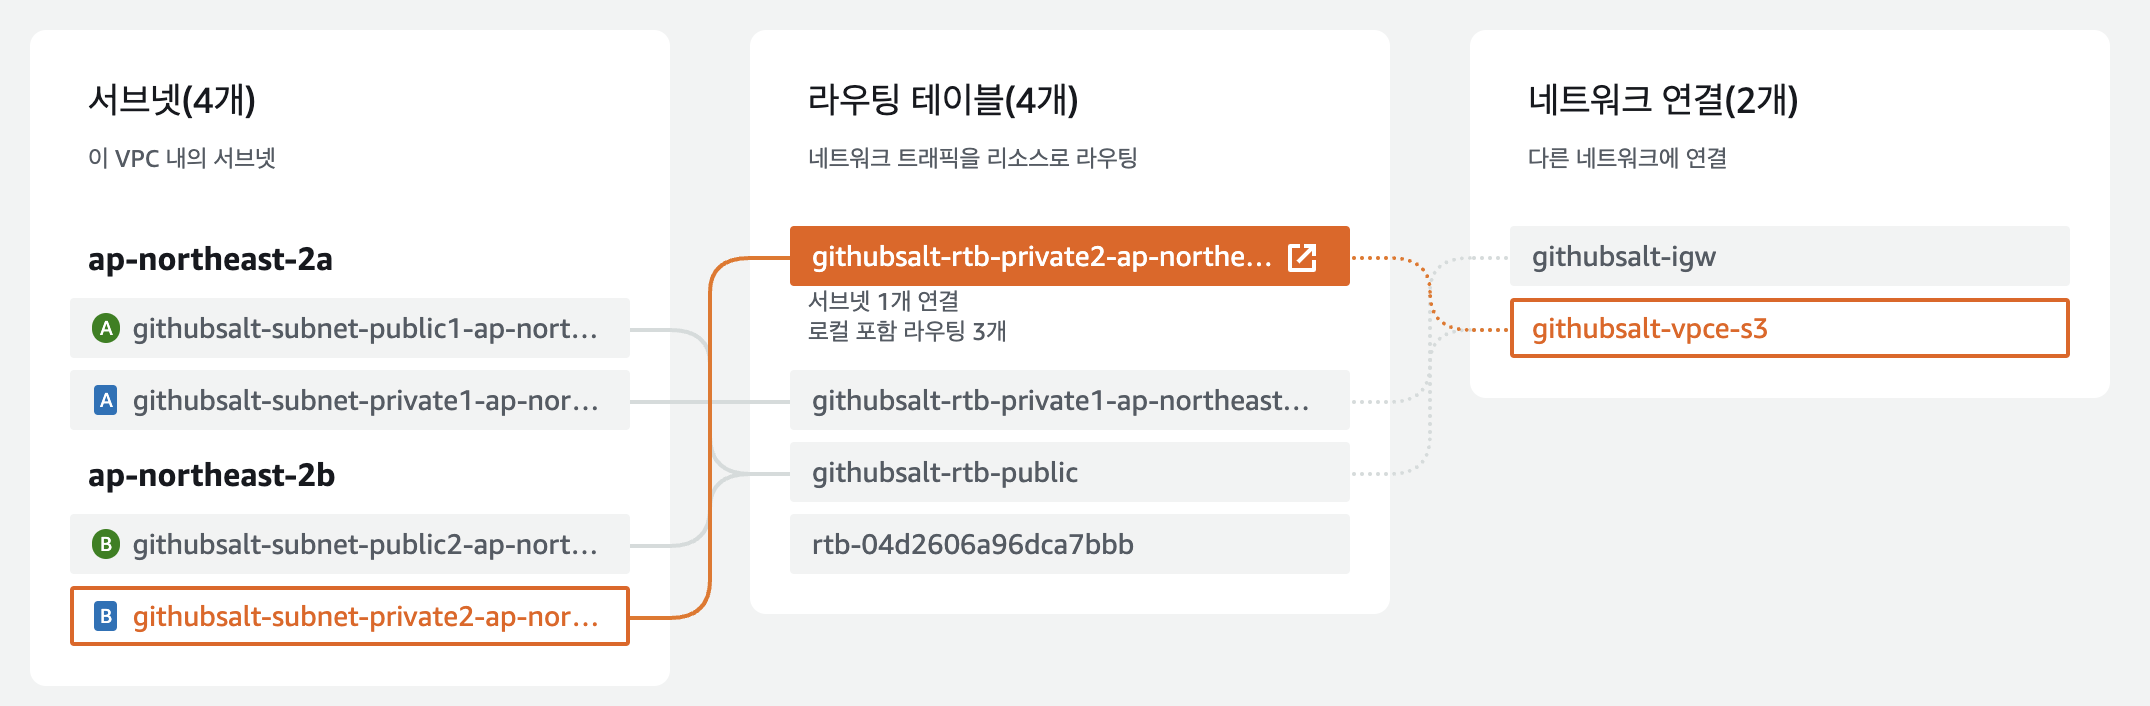 서브넷(4개)
이 VPC 내의 서브넷
ap-northeast-2a
A githubsalt-subnet-public1-ap-nort...
A githubsalt-subnet-private1-ap-nor...
ap-northeast-2b
B githubsalt-subnet-public2-ap-nort...
B githubsalt-subnet-private2-ap-nor...
라우팅 테이블(4개)
네트워크 트래픽을 리소스로 라우팅
githubsalt-rtb-private2-ap-northe...
서브넷 1개 연결
로컬 포함 라우팅 3개
githubsalt-rtb-private1-ap-northeast...
githubsalt-rtb-public
rtb-04d2606a96dca7bbb
네트워크 연결(2개)
다른 네트워크에 연결
githubsalt-igw
githubsalt-vpce-s3